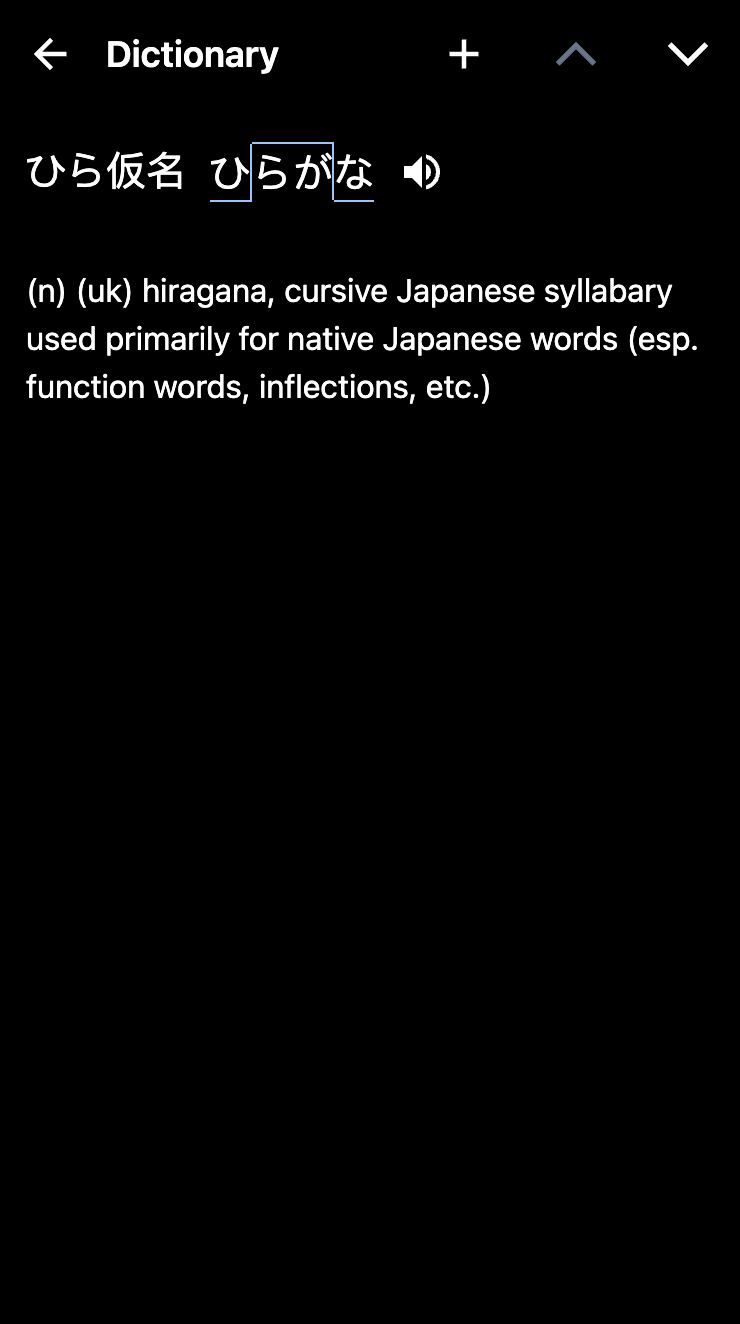 Dictionary
ひら仮名 ひらがな
(n) (uk) hiragana, cursive Japanese syllabary
used primarily for native Japanese words (esp.
function words, inflections, etc.)